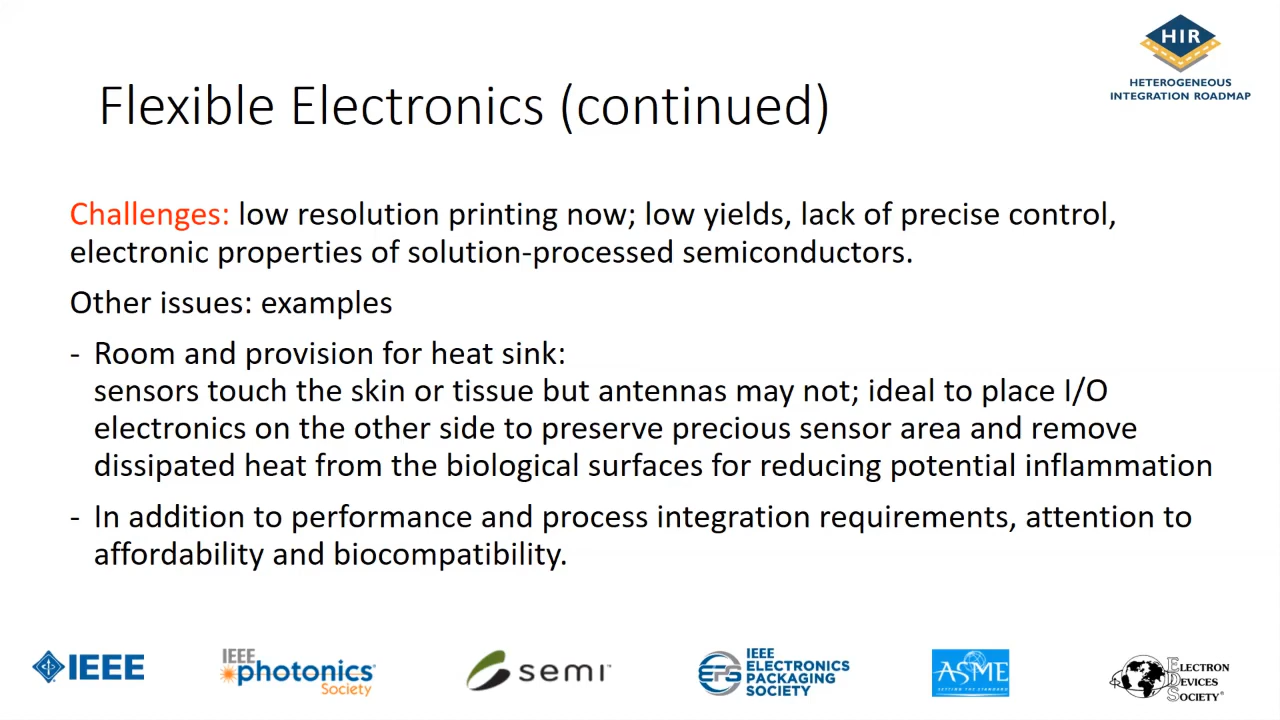 HIR
HETEROGENEOUS
INTEGRATION ROADMAP
Flexible Electronics (continued)
Challenges: low resolution printing now; low yields, lack of precise control,
electronic properties of solution-processed semiconductors.
Other issues: examples
- Room and provision for heat sink:
sensors touch the skin or tissue but antennas may not; ideal to place I/O
electronics on the other side to preserve precious sensor area and remove
dissipated heat from the biological surfaces for reducing potential inflammation
- In addition to performance and process integration requirements, attention to
affordability and biocompatibility.
IEEE
IEEE
photonics
Society
semi™
EPS
IEEE
ELECTRONICS
PACKAGING
SOCIETY
ASME
SETTING THE STANDARD
ELECTRON
DEVICES
SOCIETY®